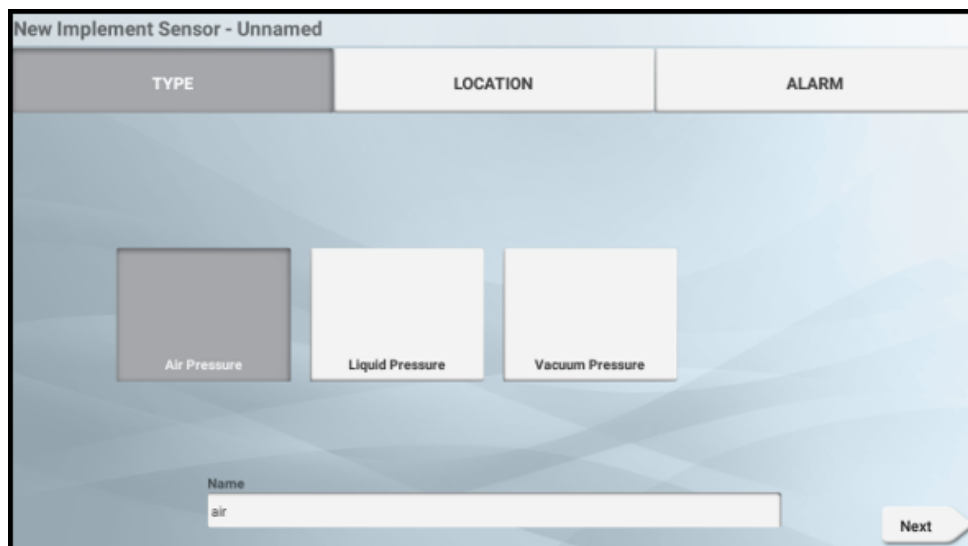 New Implement Sensor - Unnamed
TYPE LOCATION ALARM
Air Pressure Liquid Pressure Vacuum Pressure
Name
air
Next